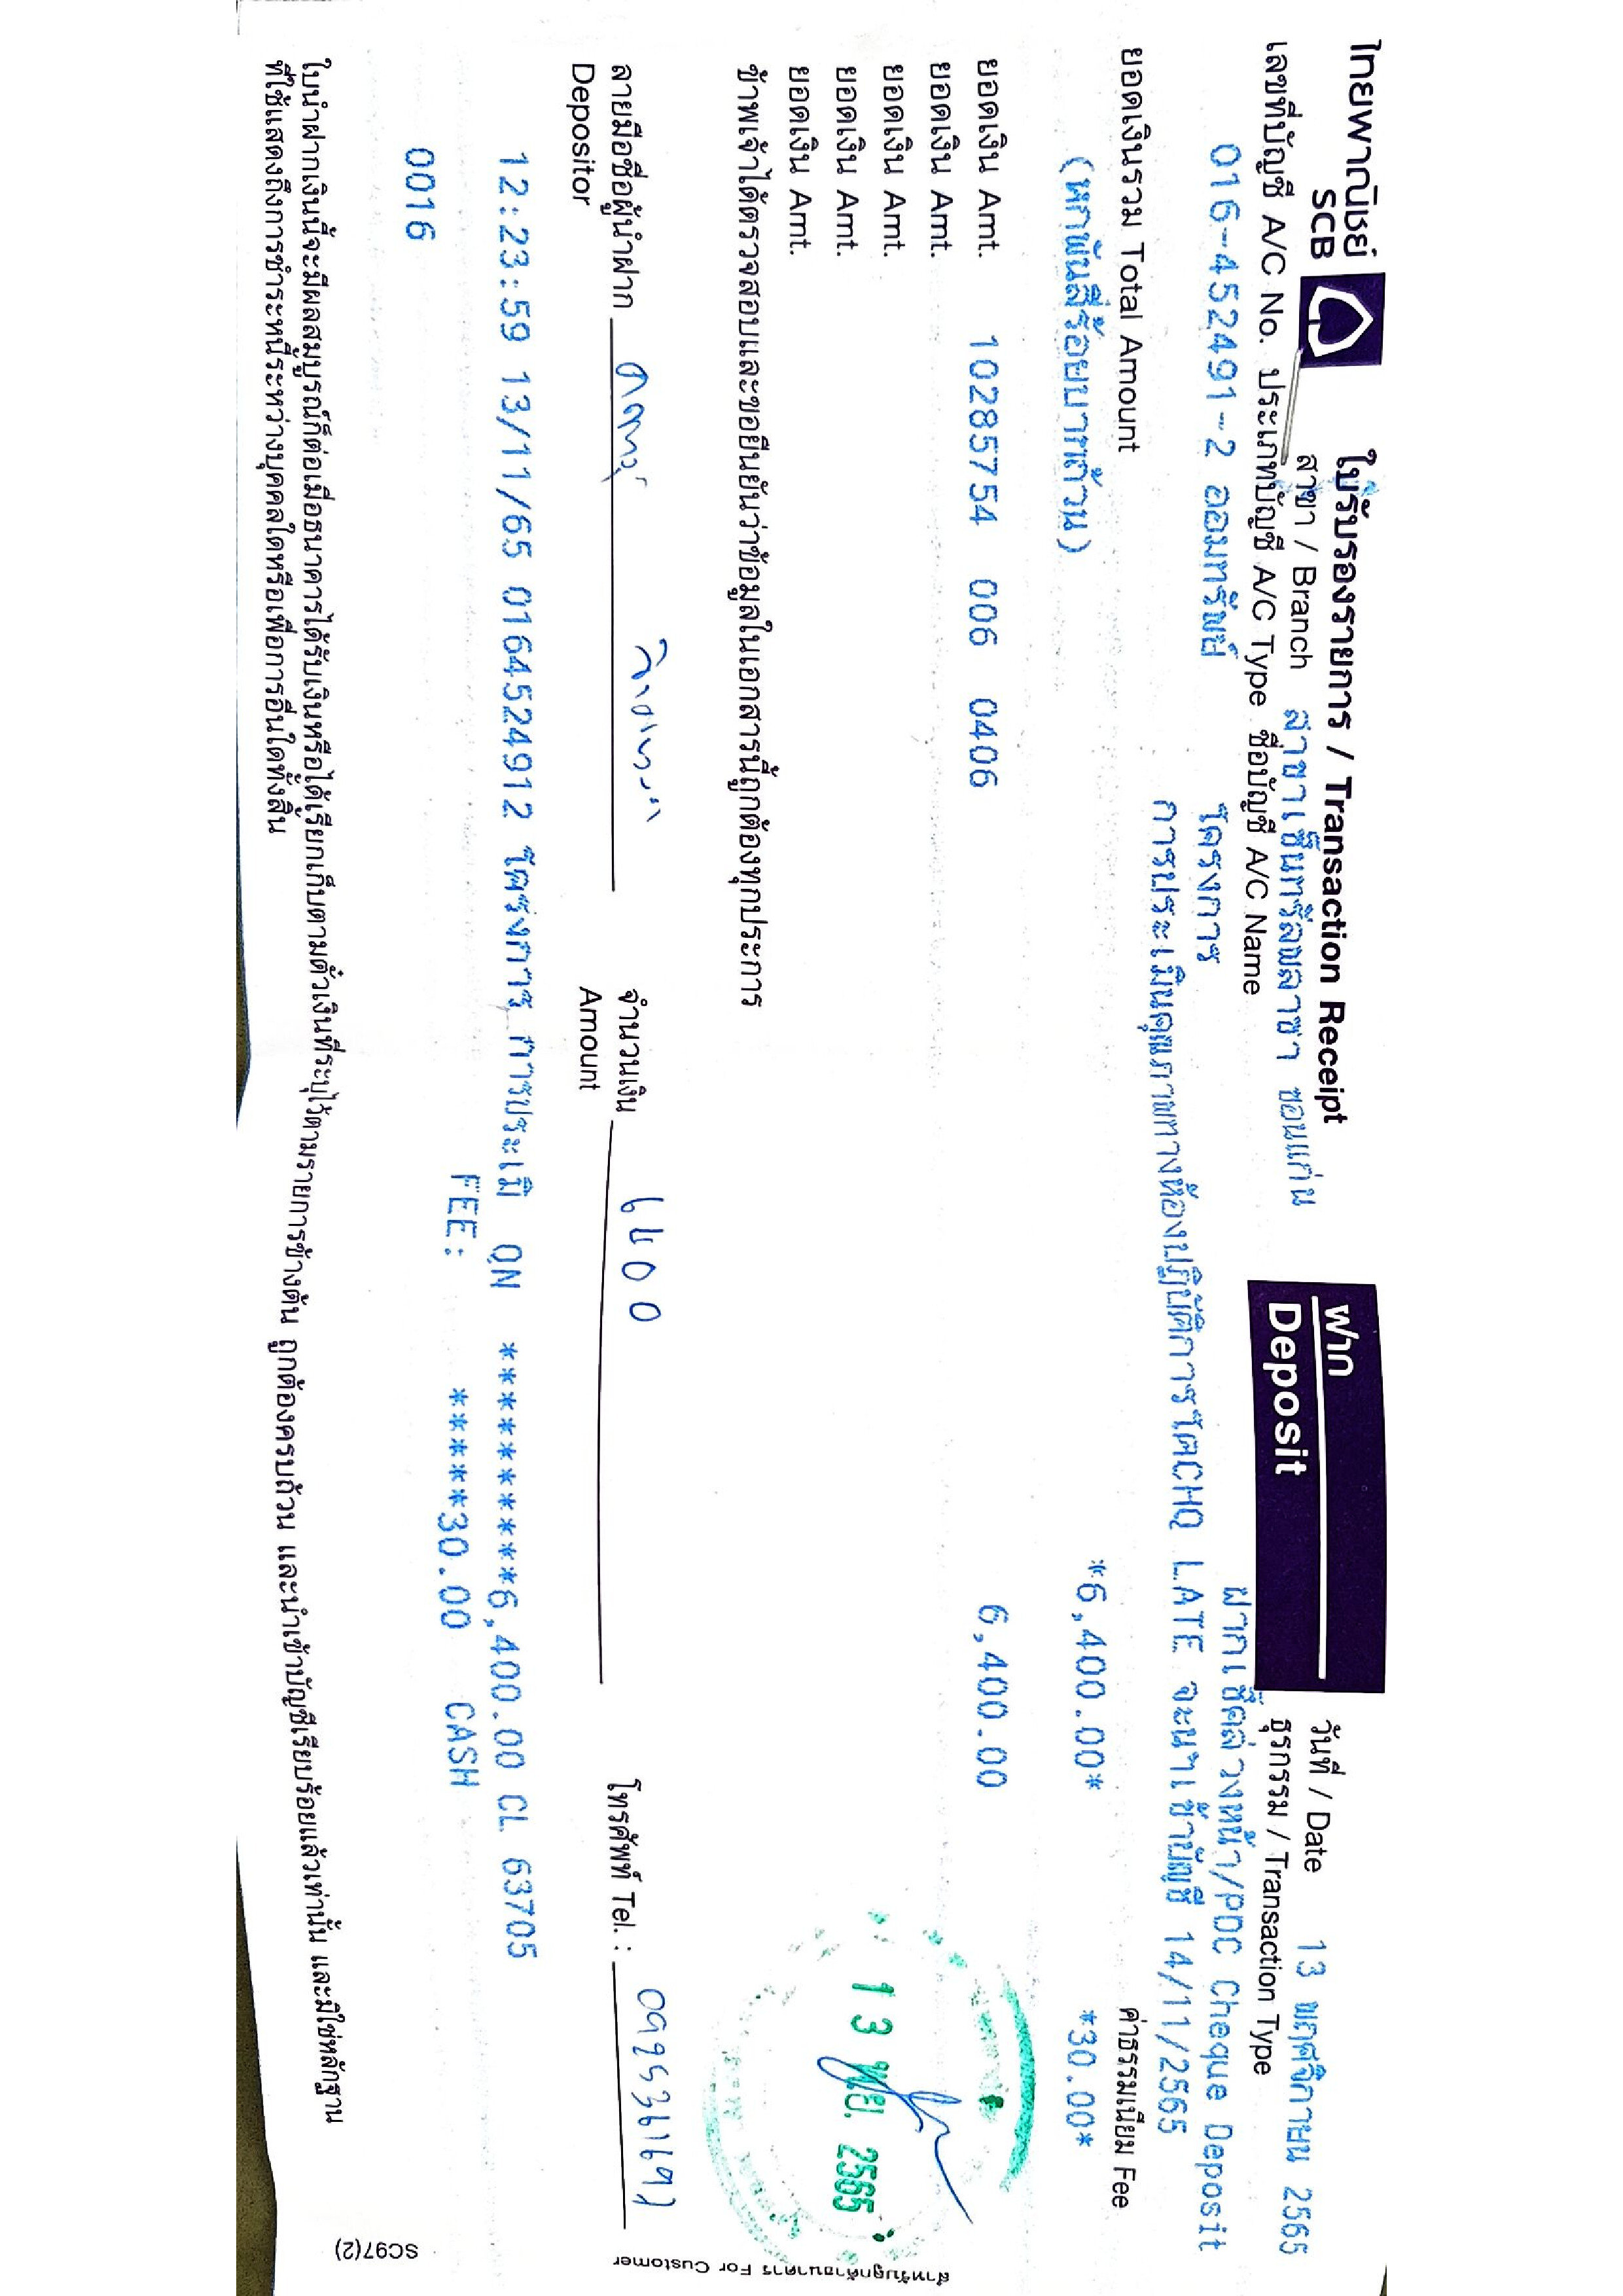 ไทยพาณิชย์
SCB
ใบรับรองรายการ / Transaction Receipt
สาขา / Branch สาขาเซ็นทรัลพลาซา ขอนแก่น
ฝาก
Deposit
วันที่ / Date 13 พฤศจิกายน 2565
ธุรกรรม / Transaction Type
เลขที่บัญชี A/C No. ประเภทบัญชี A/C Type ชื่อบัญชี A/C Name
ฝากเช็คล่วงหน้า/PDC Cheque Deposit
016-452491-2 ออมทรัพย์ โครงการ
การประเมินคุณภาพทางห้องปฏิบัติการโดCHQ LATE จะนำเข้าบัญชี 14/11/2565
ยอดเงินรวม Total Amount ค่าธรรมเนียม Fee
(หกพันสี่ร้อยบาทถ้วน) *6,400.00* *30.00*
ยอดเงิน Amt. 10285754 006 0406 6,400.00
ยอดเงิน Amt.
ยอดเงิน Amt.
ยอดเงิน Amt.
ยอดเงิน Amt.
13 พ.ย. 2565
ข้าพเจ้าได้ตรวจสอบและขอยืนยันว่าข้อมูลในเอกสารนี้ถูกต้องทุกประการ
ลายมือชื่อผู้นำฝาก จำนวนเงิน 6400 โทรศัพท์ Tel. :
Depositor Amount
12:23:59 13/11/65 0164524912 โครงการ การประเมิ QN ***********6,400.00 CL 63705
FEE: ******30.00 CASH
0016
ใบนำฝากเงินนี้จะมีผลสมบูรณ์ก็ต่อเมื่อธนาคารได้รับเงินหรือได้เรียกเก็บตามตั๋วเงินที่ระบุไว้ตามรายการข้างต้น ถูกต้องครบถ้วน และนำเข้าบัญชีเรียบร้อยแล้วเท่านั้น และมิใช่หลักฐาน
ที่ใช้แสดงถึงการชำระหนี้ระหว่างบุคคลใดหรือเพื่อการอื่นใดทั้งสิ้น
SC97(2)
สำหรับลูกค้าธนาคาร For Customer